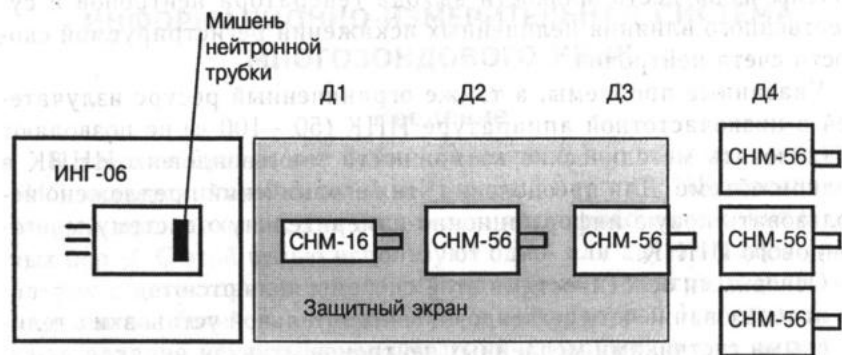 Мишень
нейтронной
трубки
Д1 Д2 Д3 Д4
ИНГ-06
СНМ-56
СНМ-16 СНМ-56 СНМ-56 СНМ-56
Защитный экран
СНМ-56